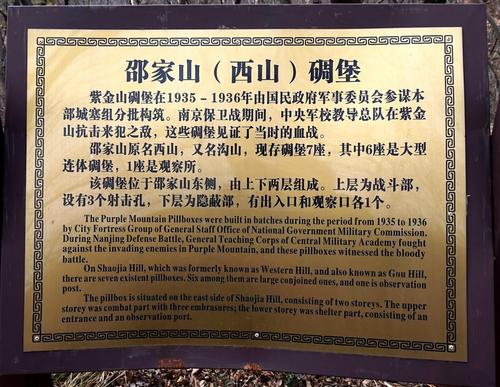 邵家山（西山）碉堡
紫金山碉堡在1935－1936年由国民政府军事委员会参谋本
部城塞组分批构筑。南京保卫战期间，中央军校教导总队在紫金
山抗击来犯之敌，这些碉堡见证了当时的血战。
邵家山原名西山，又名沟山，现存碉堡7座，其中6座是大型
连体碉堡，1座是观察所。
该碉堡位于邵家山东侧，由上下两层组成。上层为战斗部，
设有3个射击孔，下层为隐蔽部，有出入口和观察口各1个。
The Purple Mountain Pillboxes were built in batches during the period from 1935 to 1936
by City Fortress Group of General Staff Office of National Government Military Commission.
During Nanjing Defense Battle, General Teaching Corps of Central Military Academy fought
against the invading enemies in Purple Mountain, and these pillboxes witnessed the bloody
battle.
On Shaojia Hill, which was formerly known as Western Hill, and also known as Gou Hill,
there are seven existent pillboxes. Six among them are large conjoined ones, and one is observation
post.
The pillbox is situated on the east side of Shaojia Hill, consisting of two storeys. The upper
storey was combat part with three embrasures; the lower storey was shelter part, consisting of an
entrance and an observation port.